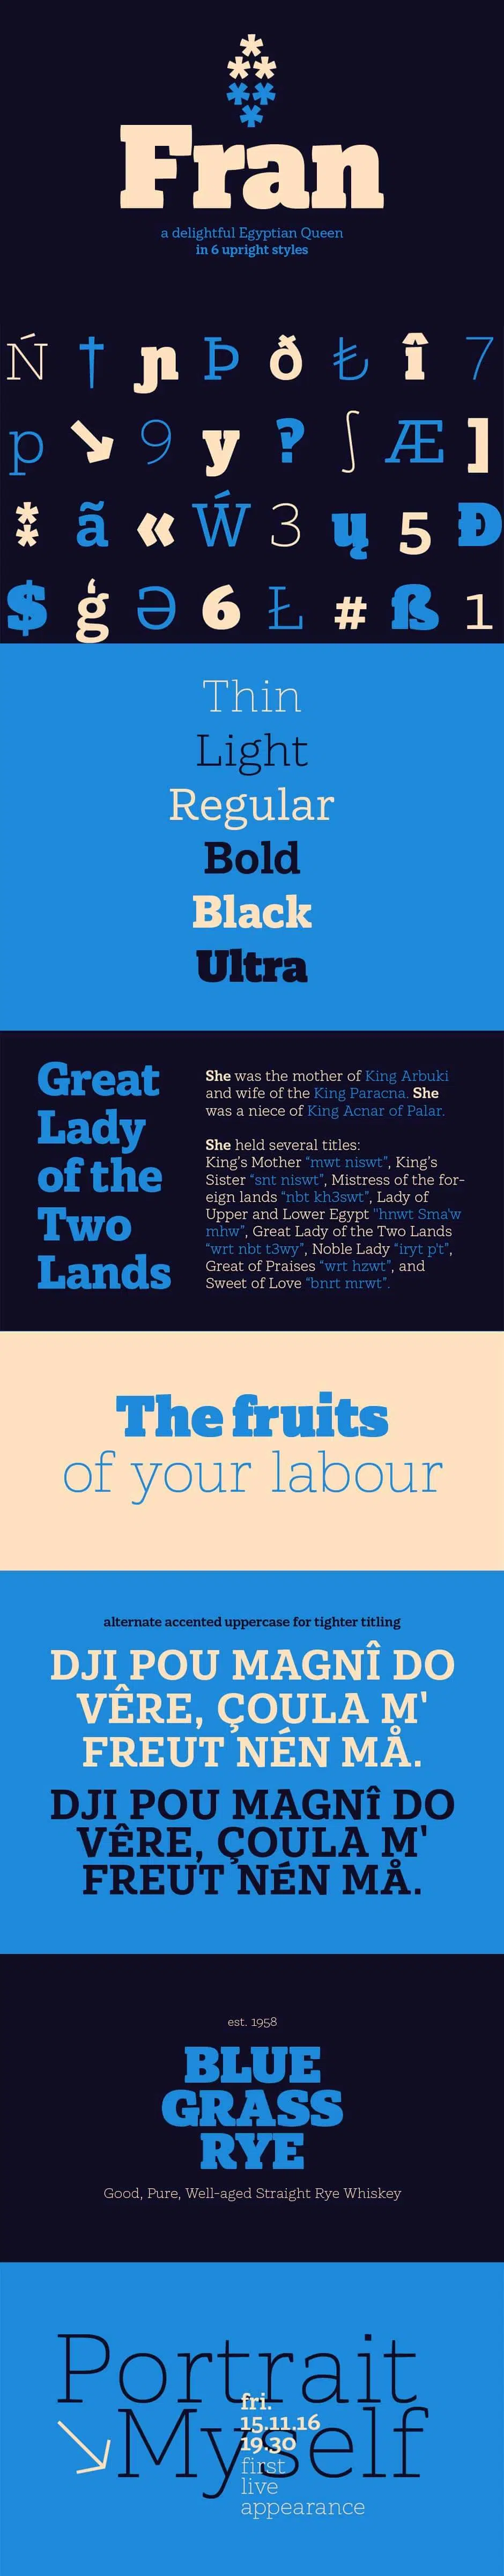 Fran
a delightful Egyptian Queen
in 6 upright styles
Ń † ɲ Þ ð ₺ î 7
p ↘ 9 y ? ∫ Æ ]
⁑ ã « Ẃ 3 ų 5 Đ
$ ģ Ə 6 Ł # ß 1
Thin
Light
Regular
Bold
Black
Ultra
Great
Lady
of the
Two
Lands
She was the mother of King Arbuki
and wife of the King Paracna. She
was a niece of King Acnar of Palar.
She held several titles:
King's Mother “mwt niswt”, King's
Sister “snt niswt”, Mistress of the for-
eign lands “nbt kh3swt”, Lady of
Upper and Lower Egypt "hnwt Sma'w
mhw”, Great Lady of the Two Lands
“wrt nbt t3wy”, Noble Lady “iryt p't”,
Great of Praises “wrt hzwt”, and
Sweet of Love “bnrt mrwt”.
The fruits
of your labour
alternate accented uppercase for tighter titling
DJI POU MAGNÎ DO
VÊRE, ÇOULA M'
FREUT NÉN MÅ.
DJI POU MAGNÎ DO
VÊRE, ÇOULA M'
FREUT NÉN MÅ.
est. 1958
BLUE
GRASS
RYE
Good, Pure, Well-aged Straight Rye Whiskey
Portrait
↘Myself
fri.
15.11.16
19.30
first
live
appearance